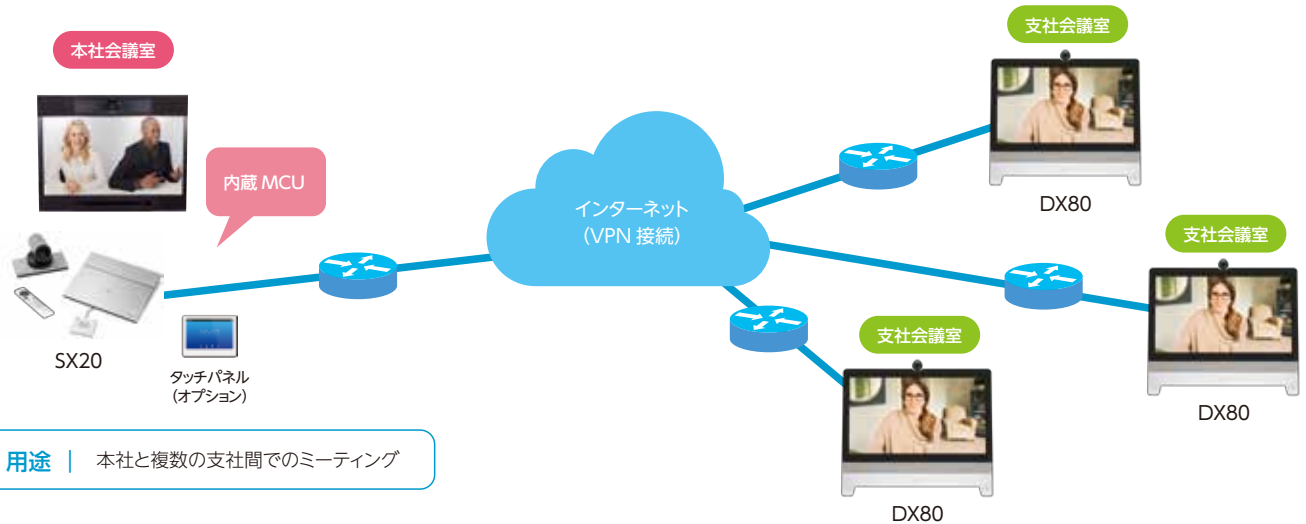 本社会議室
内蔵 MCU
SX20
タッチパネル
（オプション）
インターネット
（VPN 接続）
支社会議室
DX80
支社会議室
DX80
支社会議室
DX80
用途 | 本社と複数の支社間でのミーティング